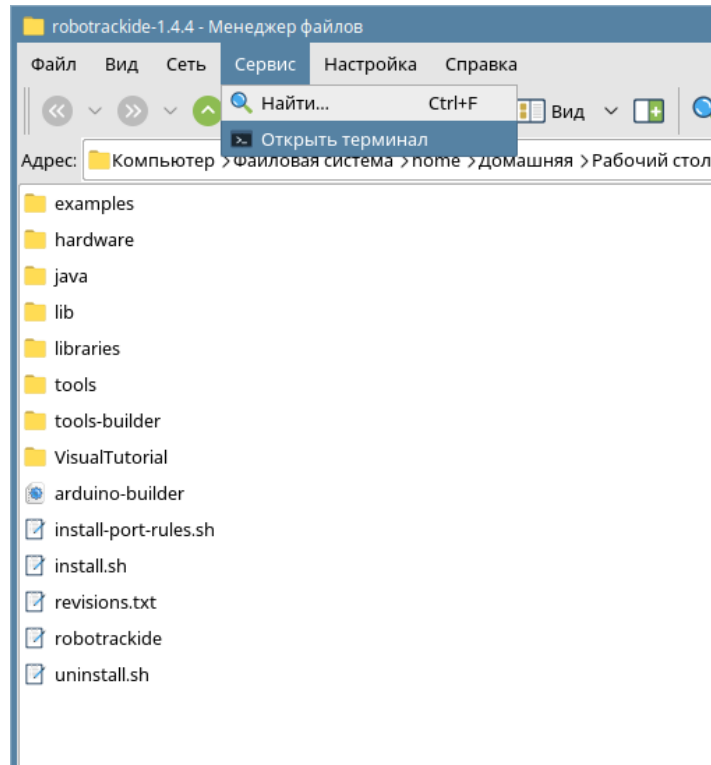 robotrackide-1.4.4 - Менеджер файлов
Файл Вид Сеть Сервис Настройка Справка
Найти... Ctrl+F
Вид
Открыть терминал
Адрес: Компьютер > Файловая система > home > Домашняя > Рабочий стол
examples
hardware
java
lib
libraries
tools
tools-builder
VisualTutorial
arduino-builder
install-port-rules.sh
install.sh
revisions.txt
robotrackide
uninstall.sh